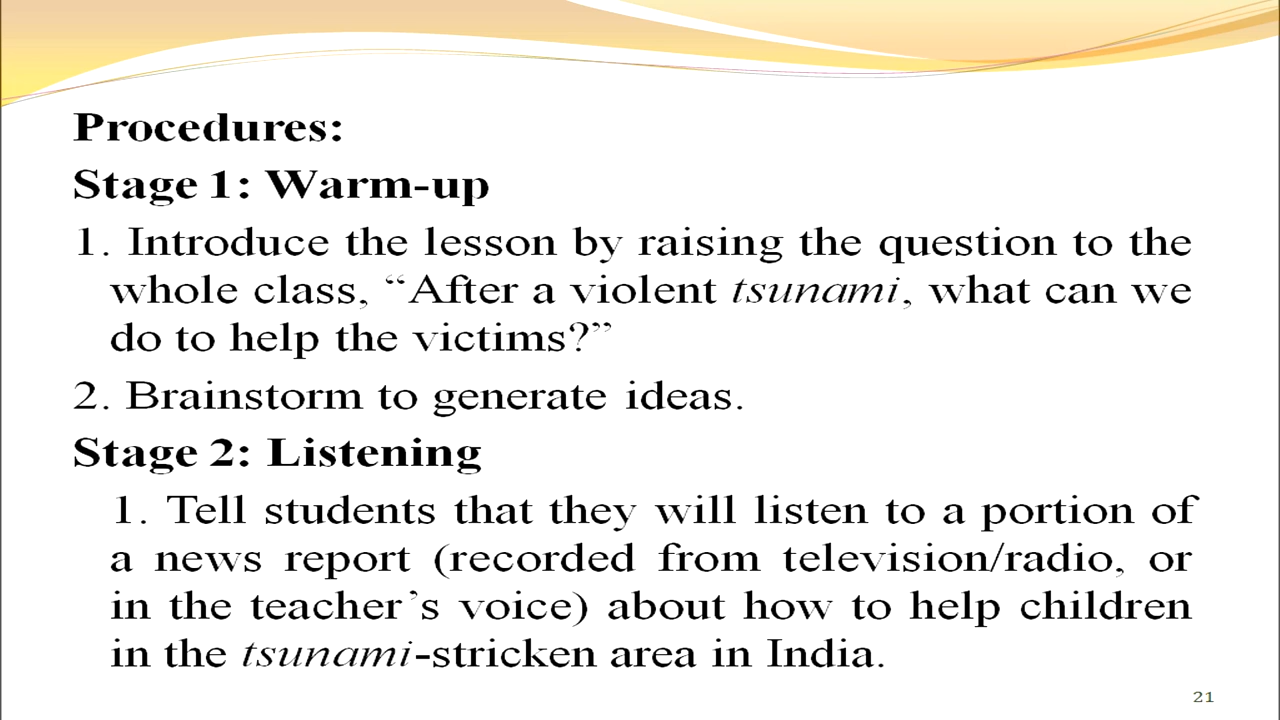 Procedures:
Stage 1: Warm-up
1. Introduce the lesson by raising the question to the
whole class, “After a violent tsunami, what can we
do to help the victims?”
2. Brainstorm to generate ideas.
Stage 2: Listening
1. Tell students that they will listen to a portion of
a news report (recorded from television/radio, or
in the teacher’s voice) about how to help children
in the tsunami-stricken area in India.
21